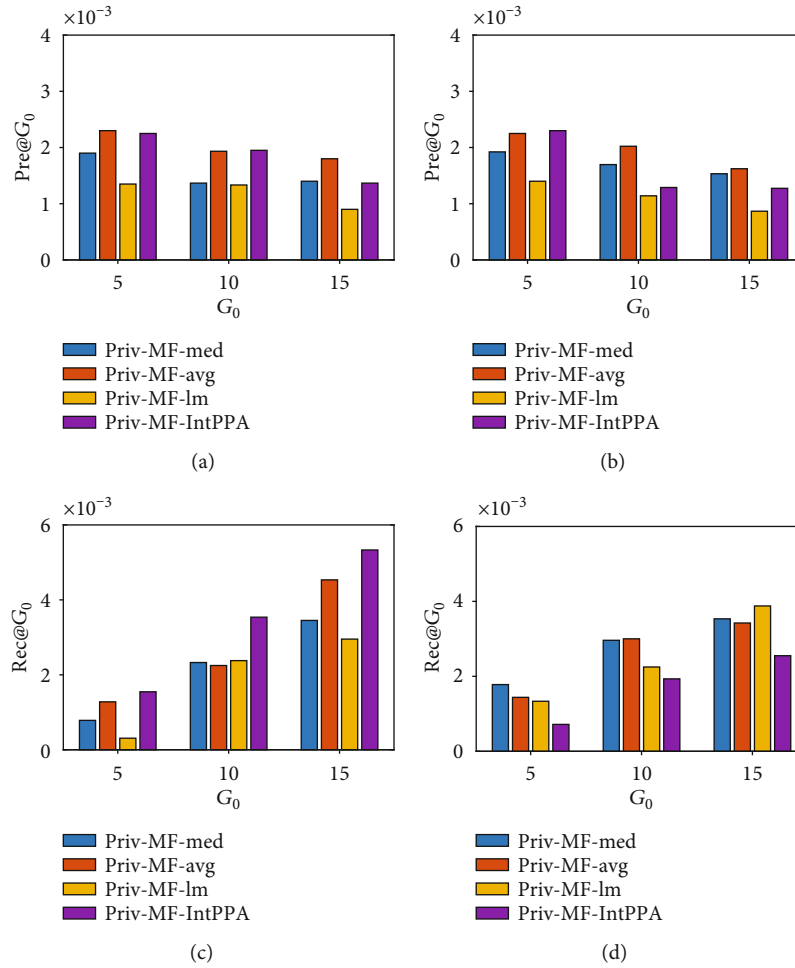 ×10⁻³
4
3
2
1
0
Pre@G₀
5 10 15
G₀
Priv-MF-med
Priv-MF-avg
Priv-MF-lm
Priv-MF-IntPPA
(a)
×10⁻³
4
3
2
1
0
Pre@G₀
5 10 15
G₀
Priv-MF-med
Priv-MF-avg
Priv-MF-lm
Priv-MF-IntPPA
(b)
×10⁻³
6
4
2
0
Rec@G₀
5 10 15
G₀
Priv-MF-med
Priv-MF-avg
Priv-MF-lm
Priv-MF-IntPPA
(c)
×10⁻³
6
4
2
0
Rec@G₀
5 10 15
G₀
Priv-MF-med
Priv-MF-avg
Priv-MF-lm
Priv-MF-IntPPA
(d)